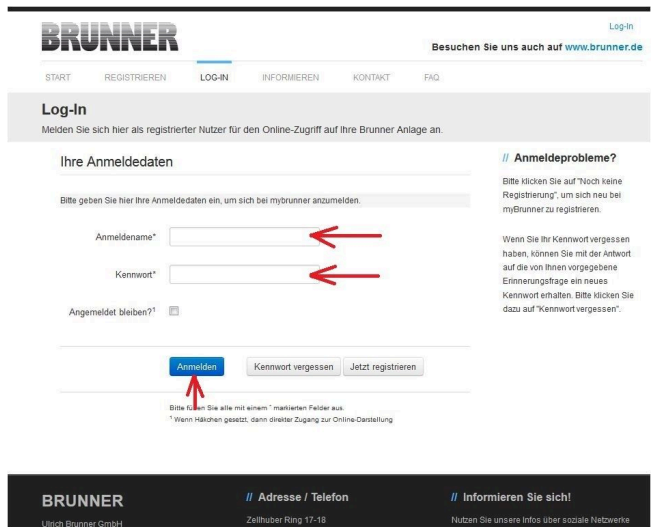 Log-In
BRUNNER
Besuchen Sie uns auch auf www.brunner.de
START REGISTRIEREN LOG-IN INFORMIEREN KONTAKT FAQ
Log-In
Melden Sie sich hier als registrierter Nutzer für den Online-Zugriff auf Ihre Brunner Anlage an.
Ihre Anmeldedaten
Bitte geben Sie hier Ihre Anmeldedaten ein, um sich bei mybrunner anzumelden.
Anmeldename*
Kennwort*
Angemeldet bleiben?¹
Anmelden Kennwort vergessen Jetzt registrieren
Bitte füllen Sie alle mit einem * markierten Felder aus.
¹ Wenn Häkchen gesetzt, dann direkter Zugang zur Online-Darstellung
// Anmeldeprobleme?
Bitte klicken Sie auf "Noch keine
Registrierung", um sich neu bei
myBrunner zu registrieren.
Wenn Sie Ihr Kennwort vergessen
haben, können Sie mit der Antwort
auf die von Ihnen vorgegebene
Erinnerungsfrage ein neues
Kennwort erhalten. Bitte klicken Sie
dazu auf "Kennwort vergessen".
BRUNNER
Ulrich Brunner GmbH
// Adresse / Telefon
Zellhuber Ring 17-18
// Informieren Sie sich!
Nutzen Sie unsere Infos über soziale Netzwerke